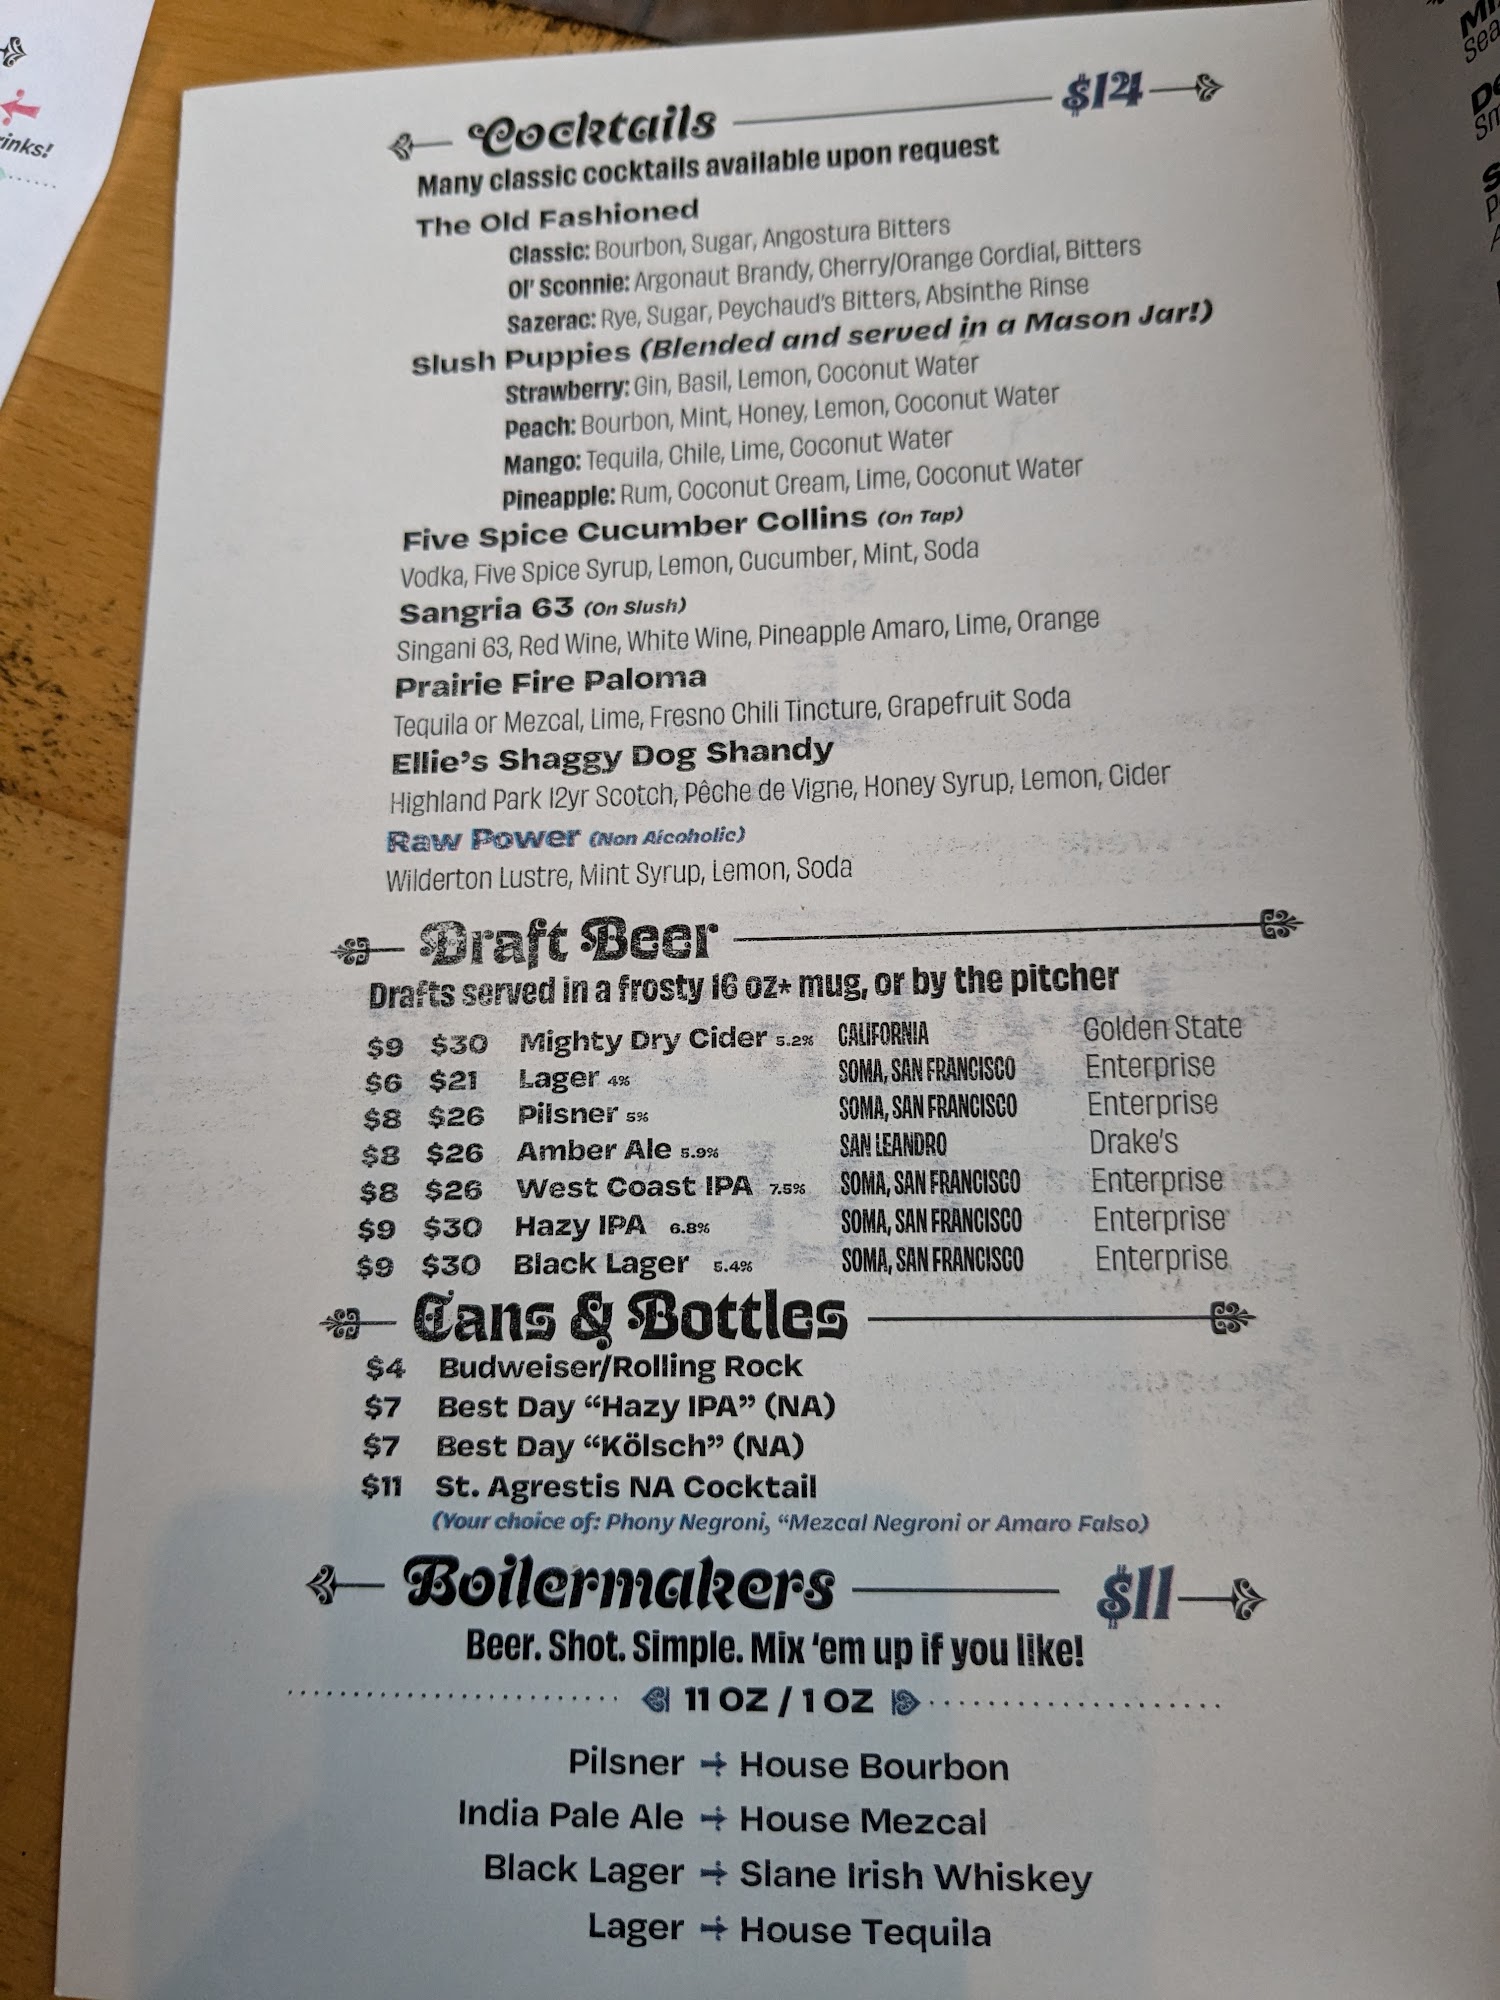 inks!
Cocktails $14
Many classic cocktails available upon request
The Old Fashioned
Classic: Bourbon, Sugar, Angostura Bitters
Ol' Sconnie: Argonaut Brandy, Cherry/Orange Cordial, Bitters
Sazerac: Rye, Sugar, Peychaud's Bitters, Absinthe Rinse
Slush Puppies (Blended and served in a Mason Jar!)
Strawberry: Gin, Basil, Lemon, Coconut Water
Peach: Bourbon, Mint, Honey, Lemon, Coconut Water
Mango: Tequila, Chile, Lime, Coconut Water
Pineapple: Rum, Coconut Cream, Lime, Coconut Water
Five Spice Cucumber Collins (On Tap)
Vodka, Five Spice Syrup, Lemon, Cucumber, Mint, Soda
Sangria 63 (On Slush)
Singani 63, Red Wine, White Wine, Pineapple Amaro, Lime, Orange
Prairie Fire Paloma
Tequila or Mezcal, Lime, Fresno Chili Tincture, Grapefruit Soda
Ellie's Shaggy Dog Shandy
Highland Park 12yr Scotch, Pêche de Vigne, Honey Syrup, Lemon, Cider
Raw Power (Non Alcoholic)
Wilderton Lustre, Mint Syrup, Lemon, Soda
Draft Beer
Drafts served in a frosty 16 oz* mug, or by the pitcher
$9 $30 Mighty Dry Cider 5.2% CALIFORNIA Golden State
$6 $21 Lager 4% SOMA, SAN FRANCISCO Enterprise
$8 $26 Pilsner 5% SOMA, SAN FRANCISCO Enterprise
$8 $26 Amber Ale 5.9% SAN LEANDRO Drake's
$8 $26 West Coast IPA 7.5% SOMA, SAN FRANCISCO Enterprise
$9 $30 Hazy IPA 6.8% SOMA, SAN FRANCISCO Enterprise
$9 $30 Black Lager 5.4% SOMA, SAN FRANCISCO Enterprise
Cans & Bottles
$4 Budweiser/Rolling Rock
$7 Best Day “Hazy IPA” (NA)
$7 Best Day “Kölsch” (NA)
$11 St. Agrestis NA Cocktail
(Your choice of: Phony Negroni, “Mezcal Negroni or Amaro Falso)
Boilermakers $11
Beer. Shot. Simple. Mix ‘em up if you like!
11 OZ / 1 OZ
Pilsner + House Bourbon
India Pale Ale + House Mezcal
Black Lager + Slane Irish Whiskey
Lager + House Tequila